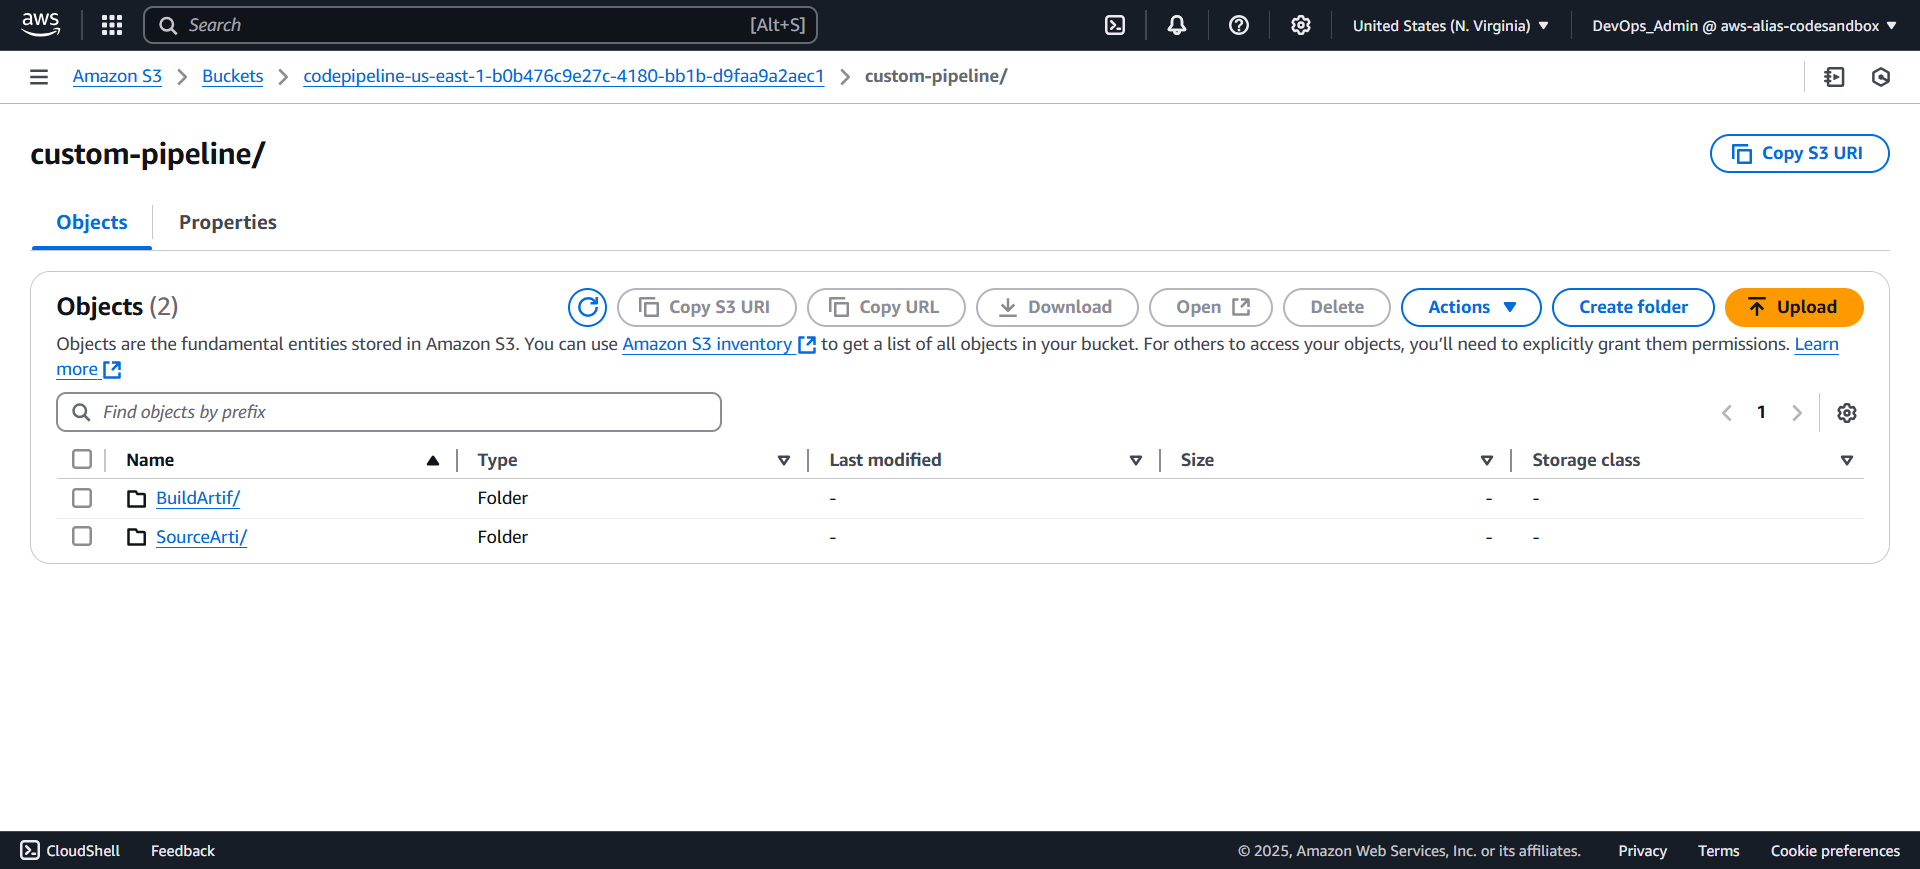 aws Search [Alt+S] United States (N. Virginia) DevOps_Admin @ aws-alias-codesandbox
Amazon S3 Buckets codepipeline-us-east-1-b0b476c9e27c-4180-bb1b-d9faa9a2aec1 custom-pipeline/
custom-pipeline/ Copy S3 URI
Objects Properties
Objects (2) Copy S3 URI Copy URL Download Open Delete Actions Create folder Upload
Objects are the fundamental entities stored in Amazon S3. You can use Amazon S3 inventory to get a list of all objects in your bucket. For others to access your objects, you’ll need to explicitly grant them permissions. Learn
more
Find objects by prefix 1
Name Type Last modified Size Storage class
BuildArtif/ Folder - - -
SourceArti/ Folder - - -
CloudShell Feedback © 2025, Amazon Web Services, Inc. or its affiliates. Privacy Terms Cookie preferences